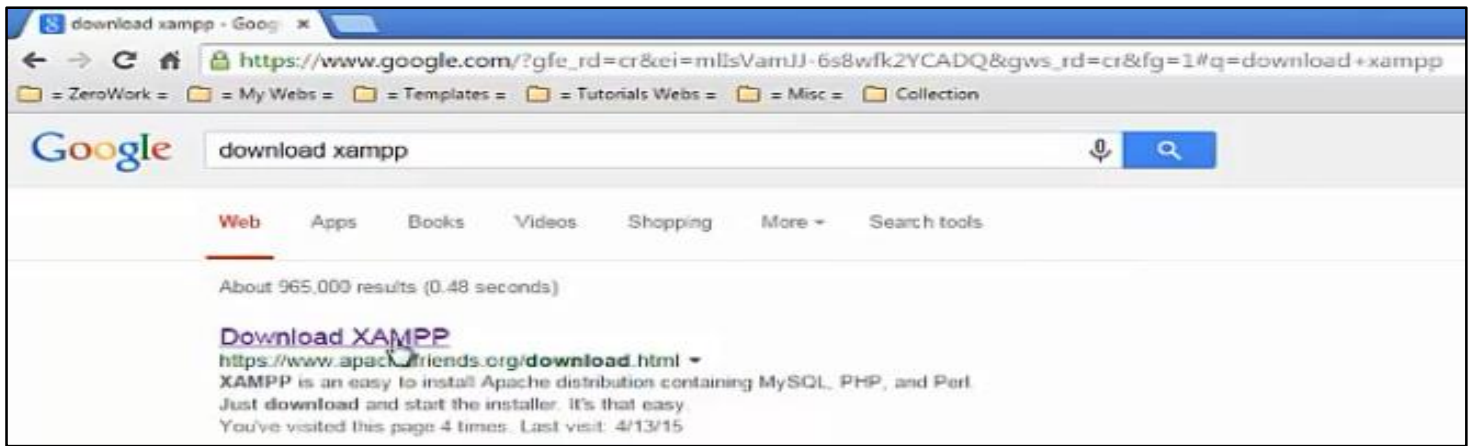 download xampp - Goog
https://www.google.com/?gfe_rd=cr&ei=mlIsVamJJ-6s8wfk2YCADQ&gws_rd=cr&fg=1#q=download+xampp
= ZeroWork = = My Webs = = Templates = = Tutorials Webs = = Misc = Collection
Google download xampp
Web Apps Books Videos Shopping More Search tools
About 965,000 results (0.48 seconds)
Download XAMPP
https://www.apachefriends.org/download.html
XAMPP is an easy to install Apache distribution containing MySQL, PHP, and Perl.
Just download and start the installer. It's that easy.
You've visited this page 4 times. Last visit: 4/13/15